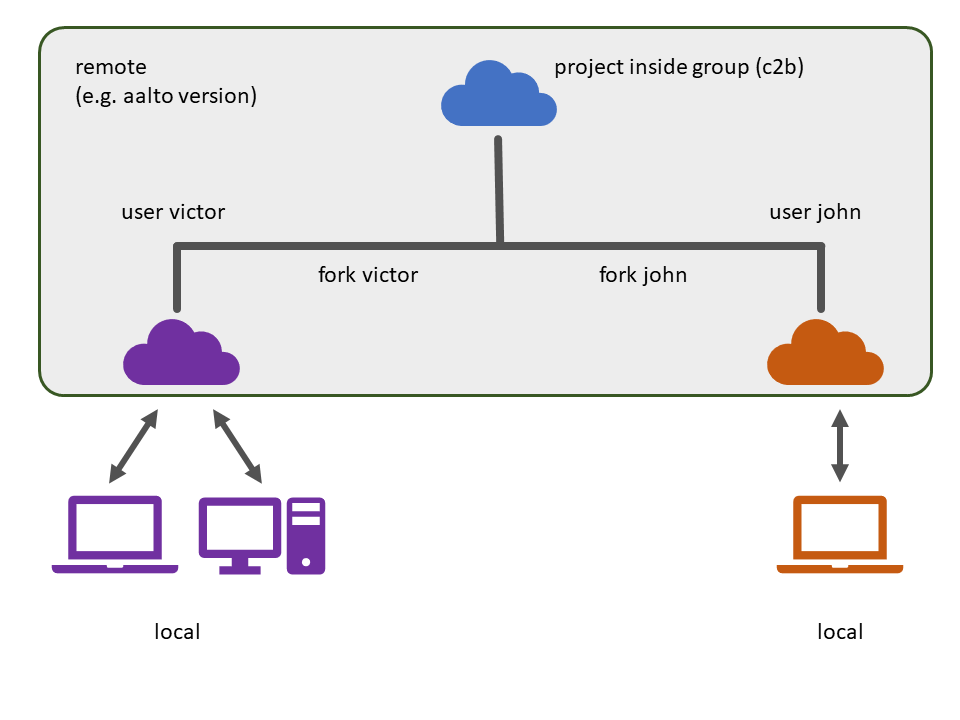 remote
(e.g. aalto version)
project inside group (c2b)
user victor
user john
fork victor
fork john
local
local